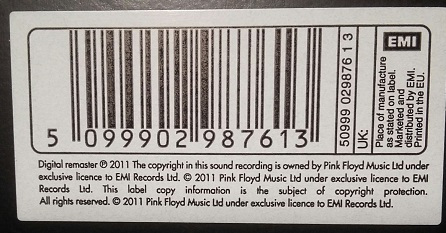 5 099902 987613
50999 029876 1 3
UK:
EMI
Place of manufacture
as stated on label.
Marketed and
distributed by EMI.
Printed in the EU.
Digital remaster ℗ 2011 The copyright in this sound recording is owned by Pink Floyd Music Ltd under
exclusive licence to EMI Records Ltd. © 2011 Pink Floyd Music Ltd under exclusive licence to EMI
Records Ltd. This label copy information is the subject of copyright protection.
All rights reserved. © 2011 Pink Floyd Music Ltd under exclusive licence to EMI Records Ltd.